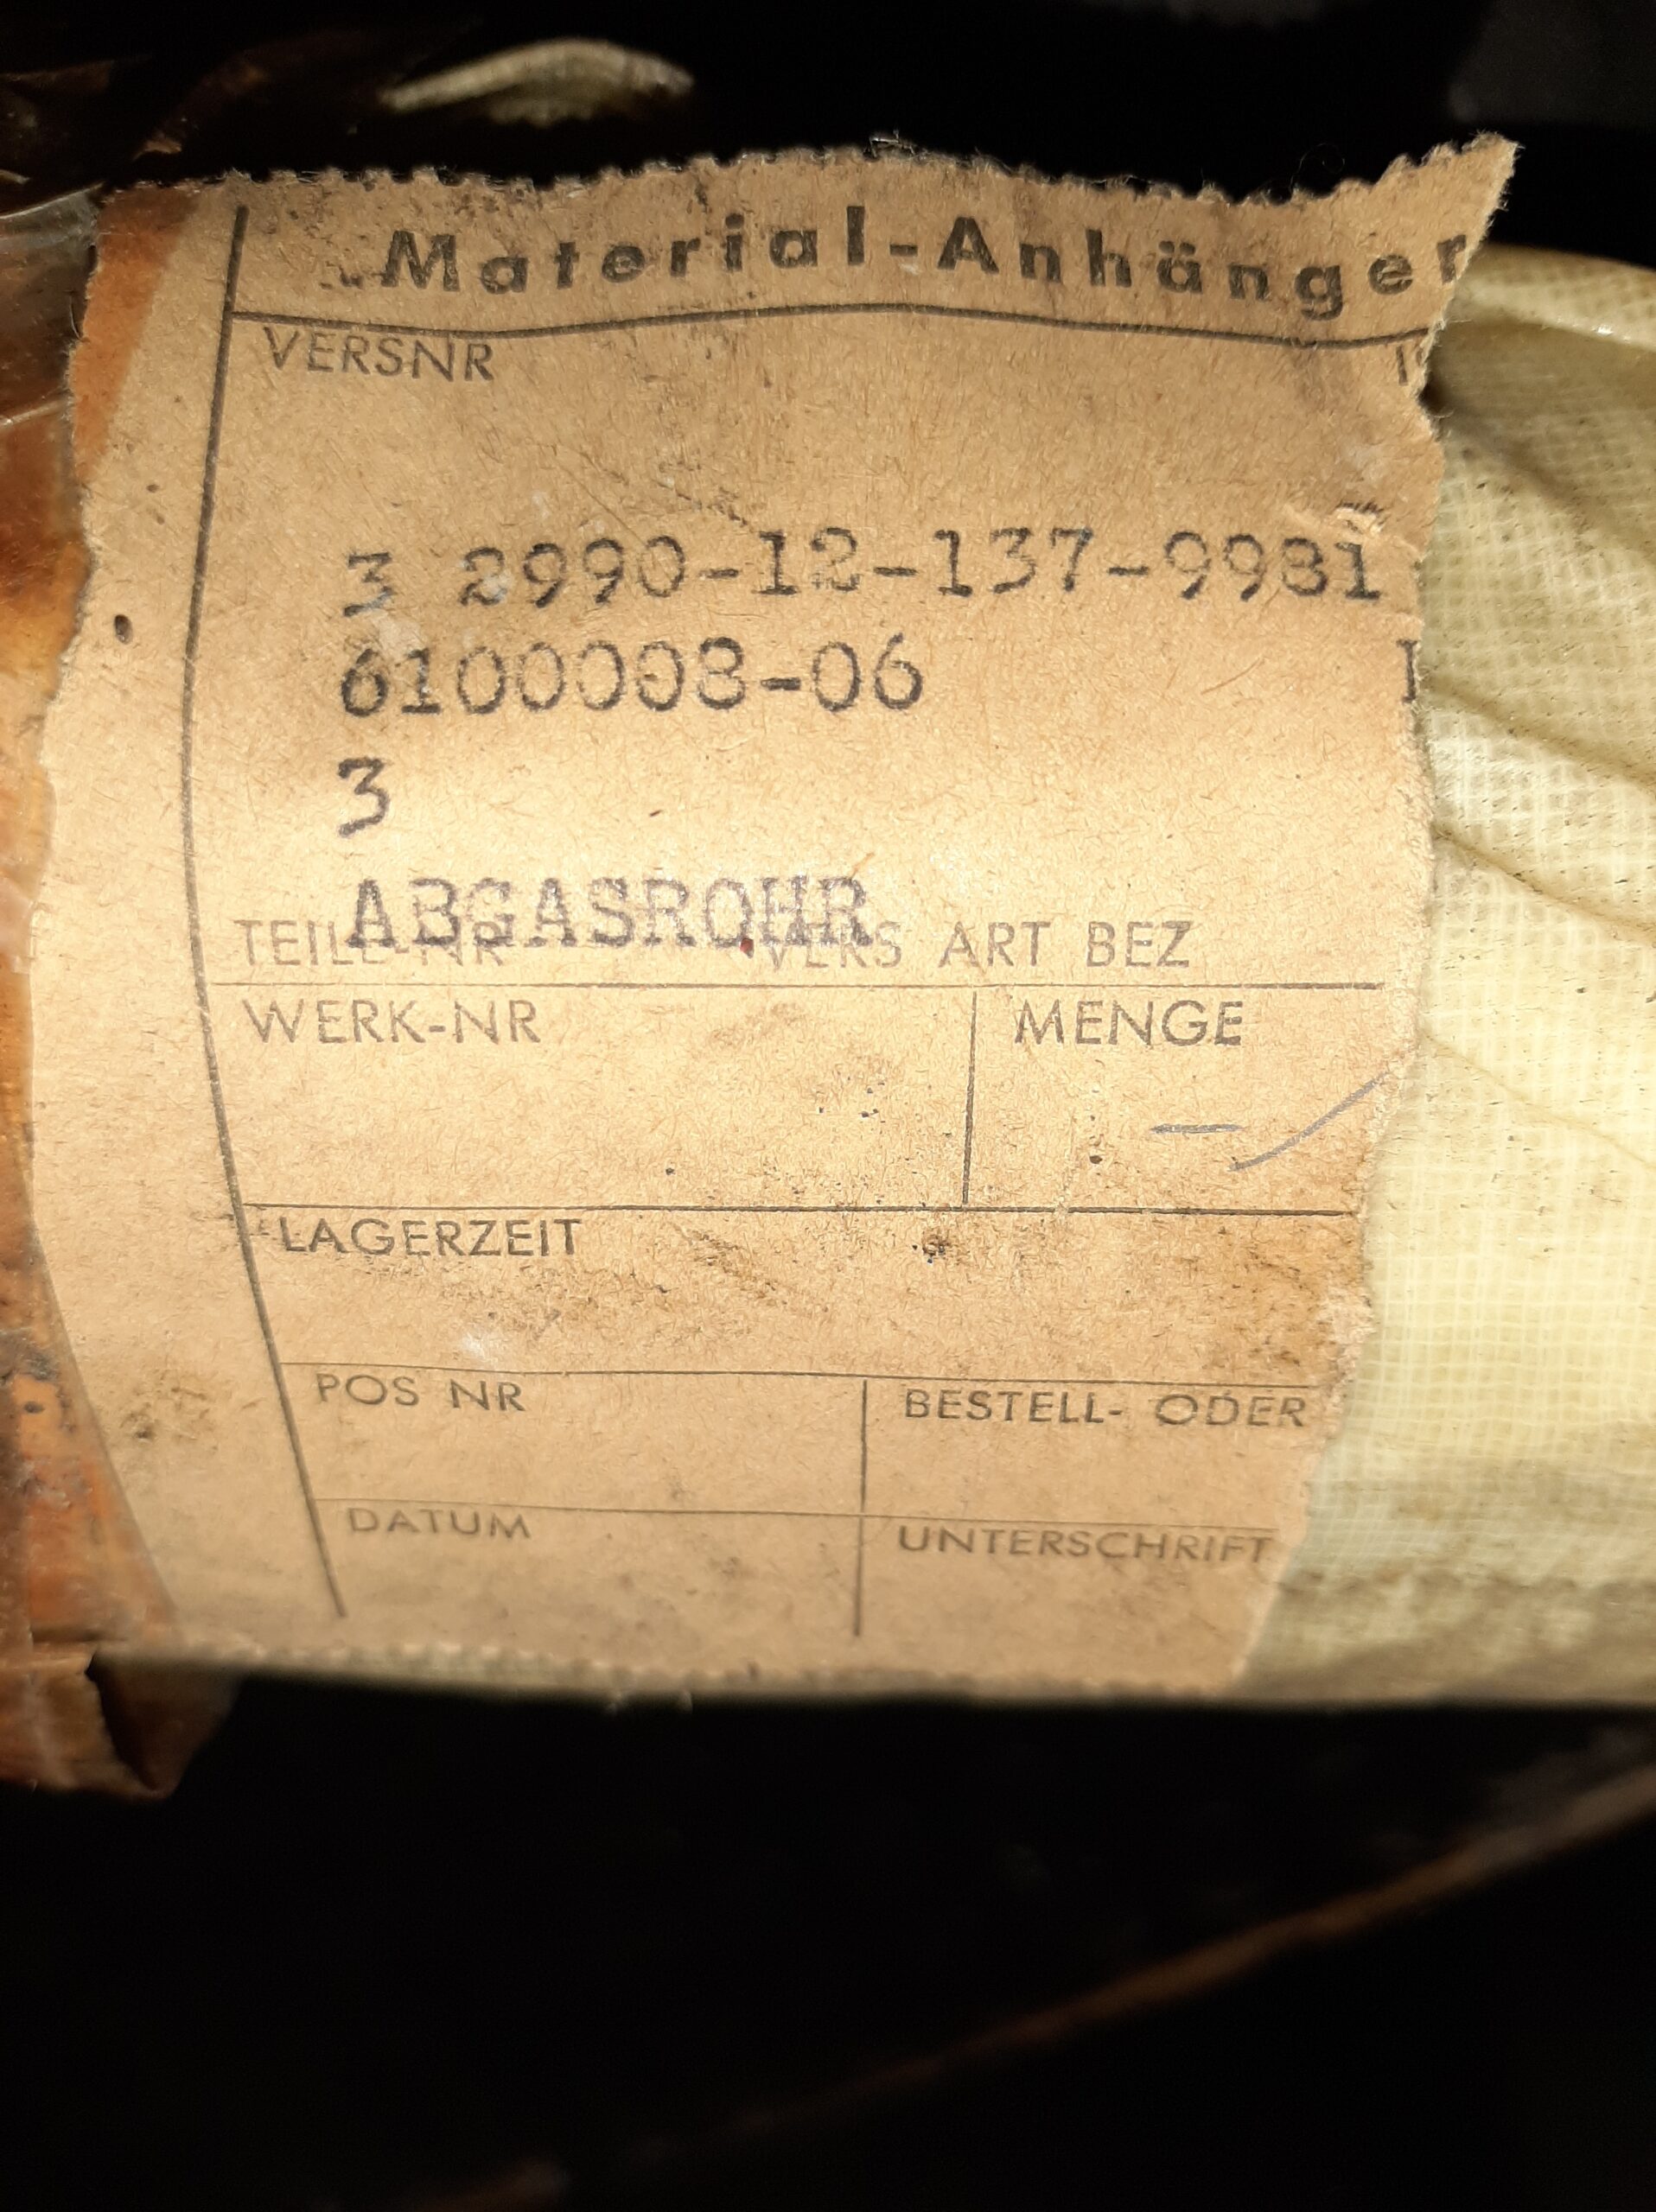 Material-Anhänger
VERSNR
3 2990-12-137-9981
6100008-06
3
ABGASROHR
TEILE-NR VERS ART BEZ
WERK-NR MENGE
LAGERZEIT
POS NR BESTELL- ODER
DATUM UNTERSCHRIFT